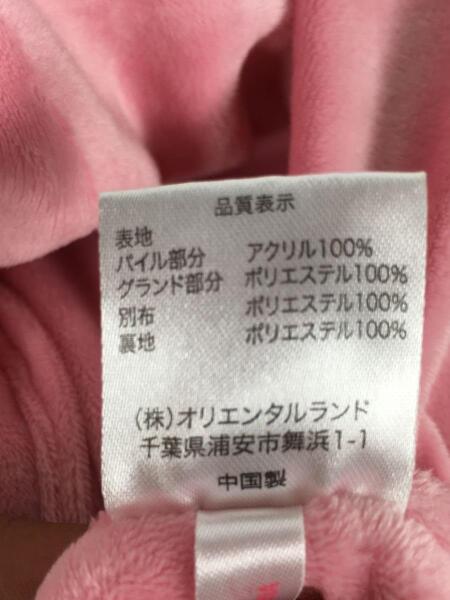 品質表示
表地
パイル部分 アクリル100%
グランド部分 ポリエステル100%
別布 ポリエステル100%
裏地 ポリエステル100%
(株)オリエンタルランド
千葉県浦安市舞浜1-1
中国製